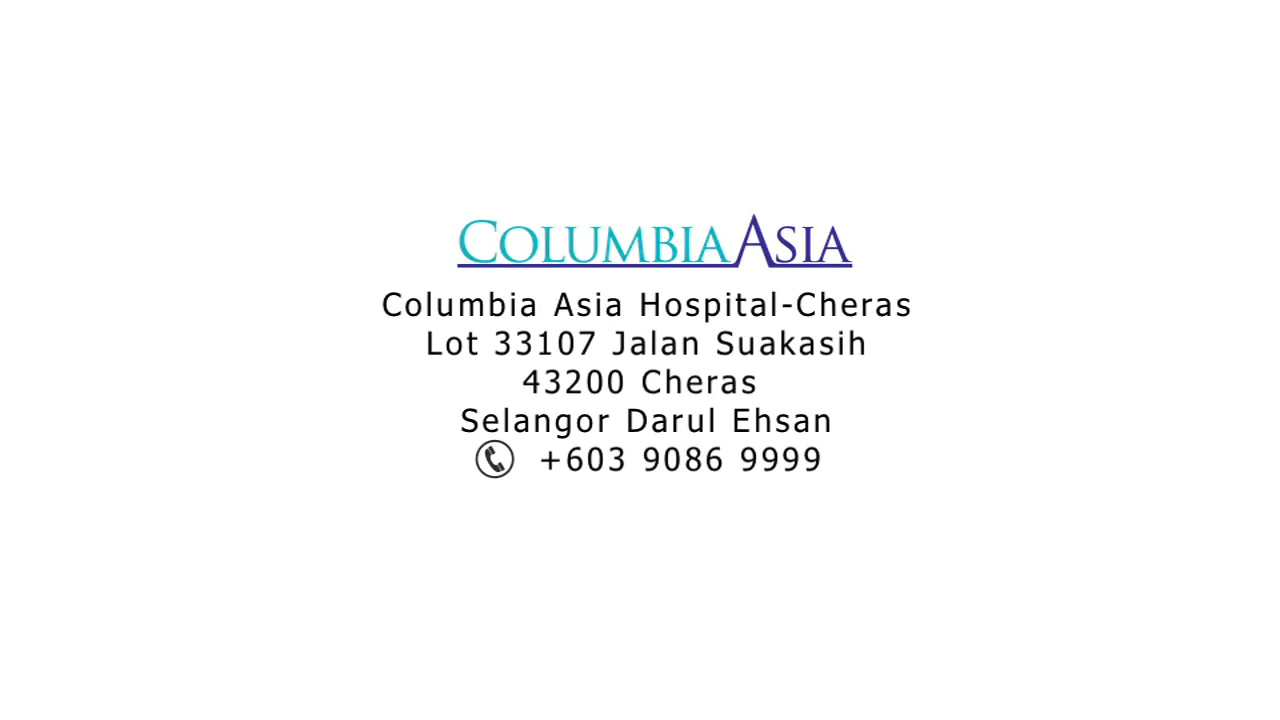 COLUMBIA ASIA
Columbia Asia Hospital-Cheras
Lot 33107 Jalan Suakasih
43200 Cheras
Selangor Darul Ehsan
+603 9086 9999